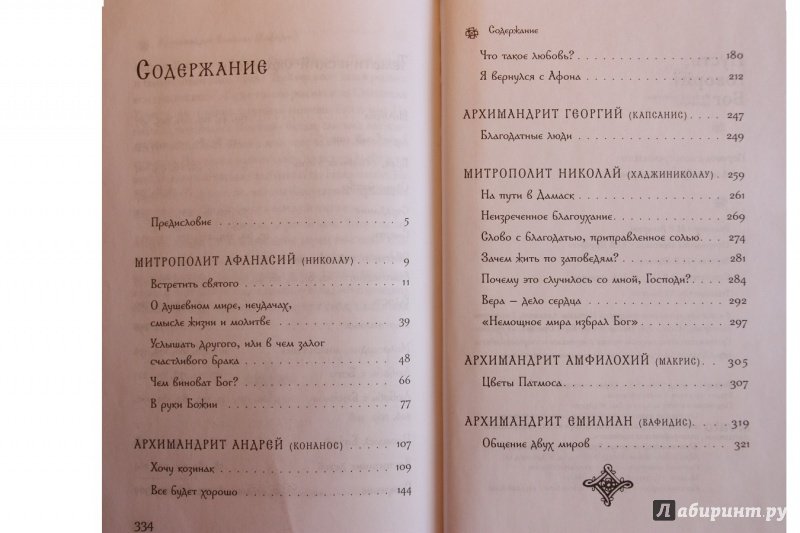 Содержание
Предисловие . . . . . . . . . . . . . . . . . . . . . 5
МИТРОПОЛИТ АФАНАСИЙ (НИКОЛАУ) . . . . . . . 9
Встретить святого . . . . . . . . . . . . . . . . . . 11
О душевном мире, неудачах,
смысле жизни и молитве . . . . . . . . . . . . . . . 39
Услышать другого, или в чем залог
счастливого брака . . . . . . . . . . . . . . . . . . 48
Чем виноват Бог? . . . . . . . . . . . . . . . . . . 66
В руки Божии . . . . . . . . . . . . . . . . . . . . 77
АРХИМАНДРИТ АНДРЕЙ (КОНАНОС) . . . . . . . . 107
Хочу козинак . . . . . . . . . . . . . . . . . . . . 109
Все будет хорошо . . . . . . . . . . . . . . . . . . 144
334
Содержание
Что такое любовь? . . . . . . . . . . . . . . . . . . 180
Я вернулся с Афона . . . . . . . . . . . . . . . . . 212
АРХИМАНДРИТ ГЕОРГИЙ (КАПСАНИС) . . . . 247
Благодатные люди . . . . . . . . . . . . . . . . . . 249
МИТРОПОЛИТ НИКОЛАЙ (ХАДЖИНИКОЛАУ) . 259
На пути в Дамаск . . . . . . . . . . . . . . . . . . 261
Неизреченное благоухание. . . . . . . . . . . . . . . 269
Слово с благодатью, приправленное солью. . . . 274
Зачем жить по заповедям? . . . . . . . . . . . . . . 281
Почему это случилось со мной, Господи? . . . . . 284
Вера – дело сердца . . . . . . . . . . . . . . . . . 292
«Немощное мира избрал Бог» . . . . . . . . . . . . . 297
АРХИМАНДРИТ АМФИЛОХИЙ (МАКРИС) . . . . 305
Цветы Патмоса. . . . . . . . . . . . . . . . . . . . 307
АРХИМАНДРИТ ЕМИЛИАН (ВАФИДИС) . . . . . . 319
Общение двух миров . . . . . . . . . . . . . . . . . 321
Лабиринт.ру